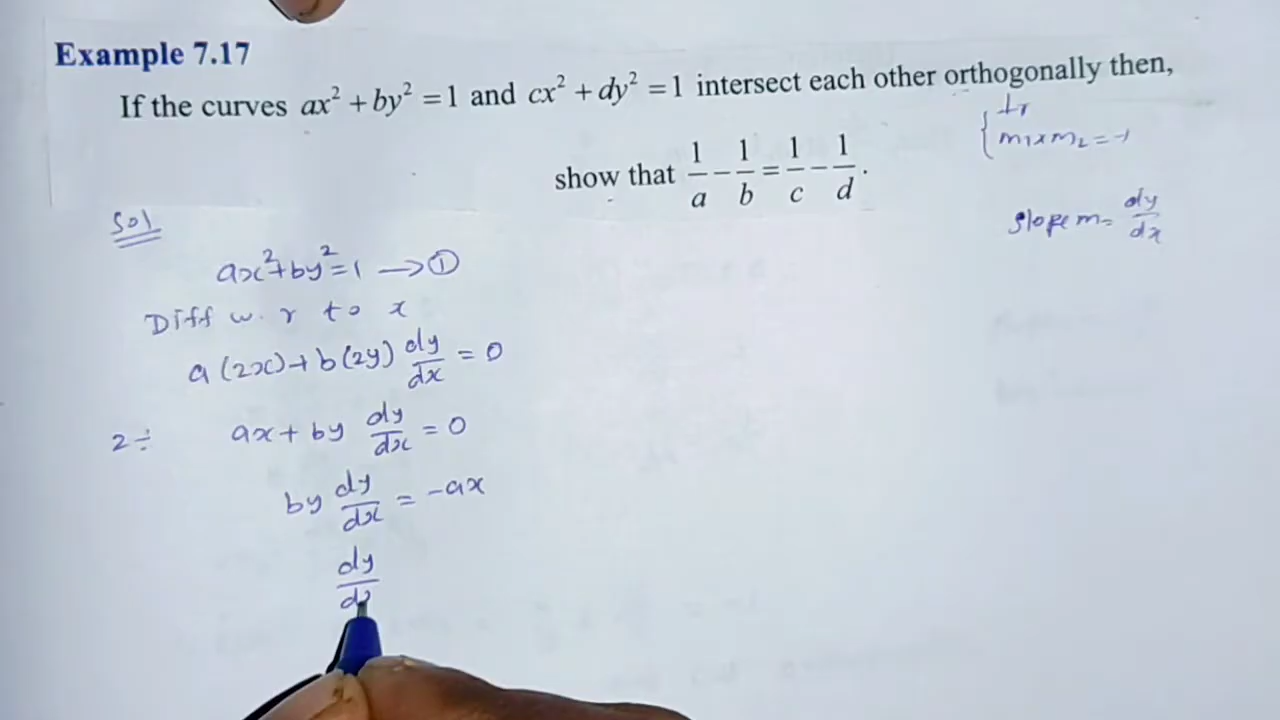 Example 7.17
If the curves ax² + by² = 1 and cx² + dy² = 1 intersect each other orthogonally then,
show that 1/a − 1/b = 1/c − 1/d.
⊥r
m₁×m₂ = −1
slope m = dy/dx
Sol
ax² + by² = 1 → ①
Diff w. r to x
a(2x) + b(2y) dy/dx = 0
2 ÷ ax + by dy/dx = 0
by dy/dx = −ax
dy/dx